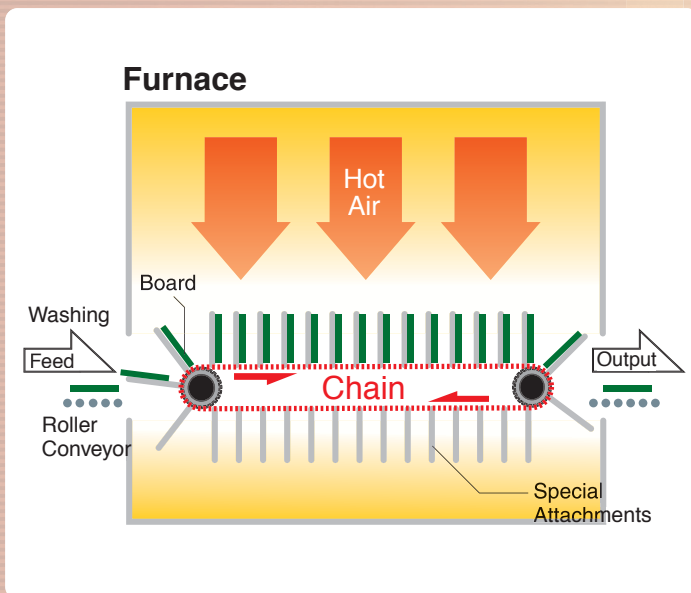 Furnace
Hot
Air
Board
Washing
Feed
Chain
Output
Roller
Conveyor
Special
Attachments